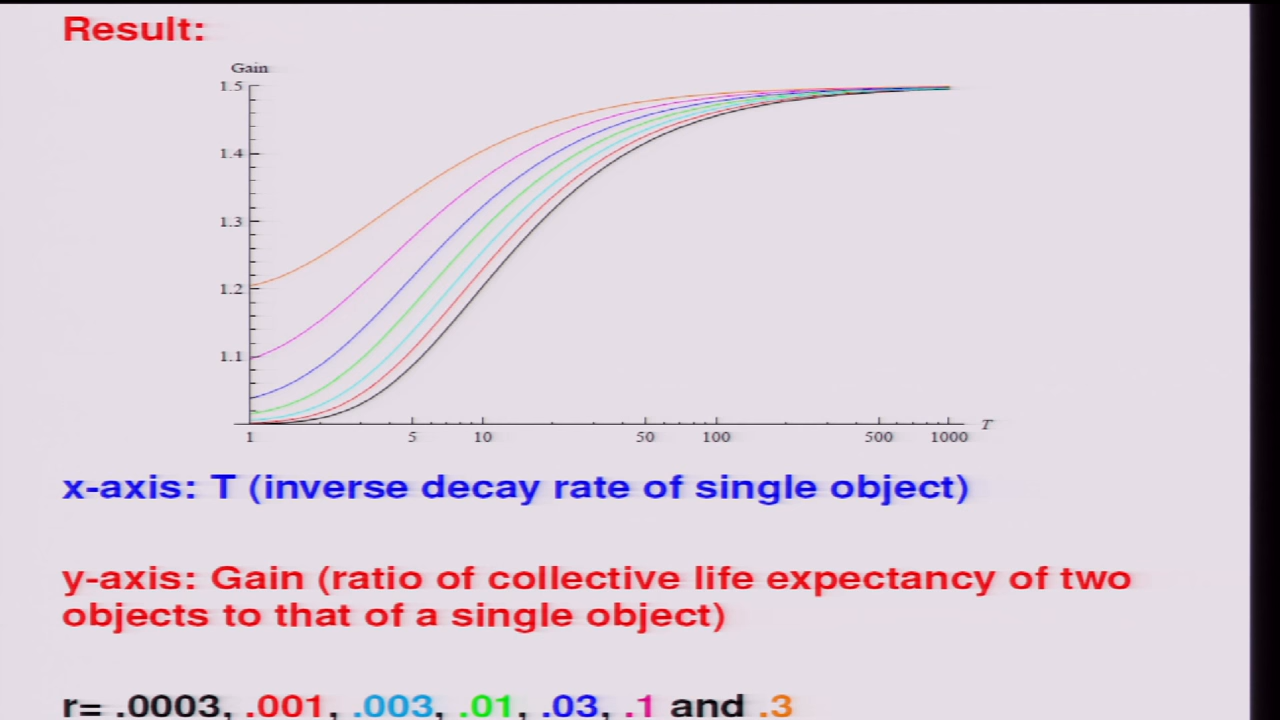 Result:
Gain
1.5
1.4
1.3
1.2
1.1
1 5 10 50 100 500 1000 T
x-axis: T (inverse decay rate of single object)
y-axis: Gain (ratio of collective life expectancy of two
objects to that of a single object)
r= .0003, .001, .003, .01, .03, .1 and .3